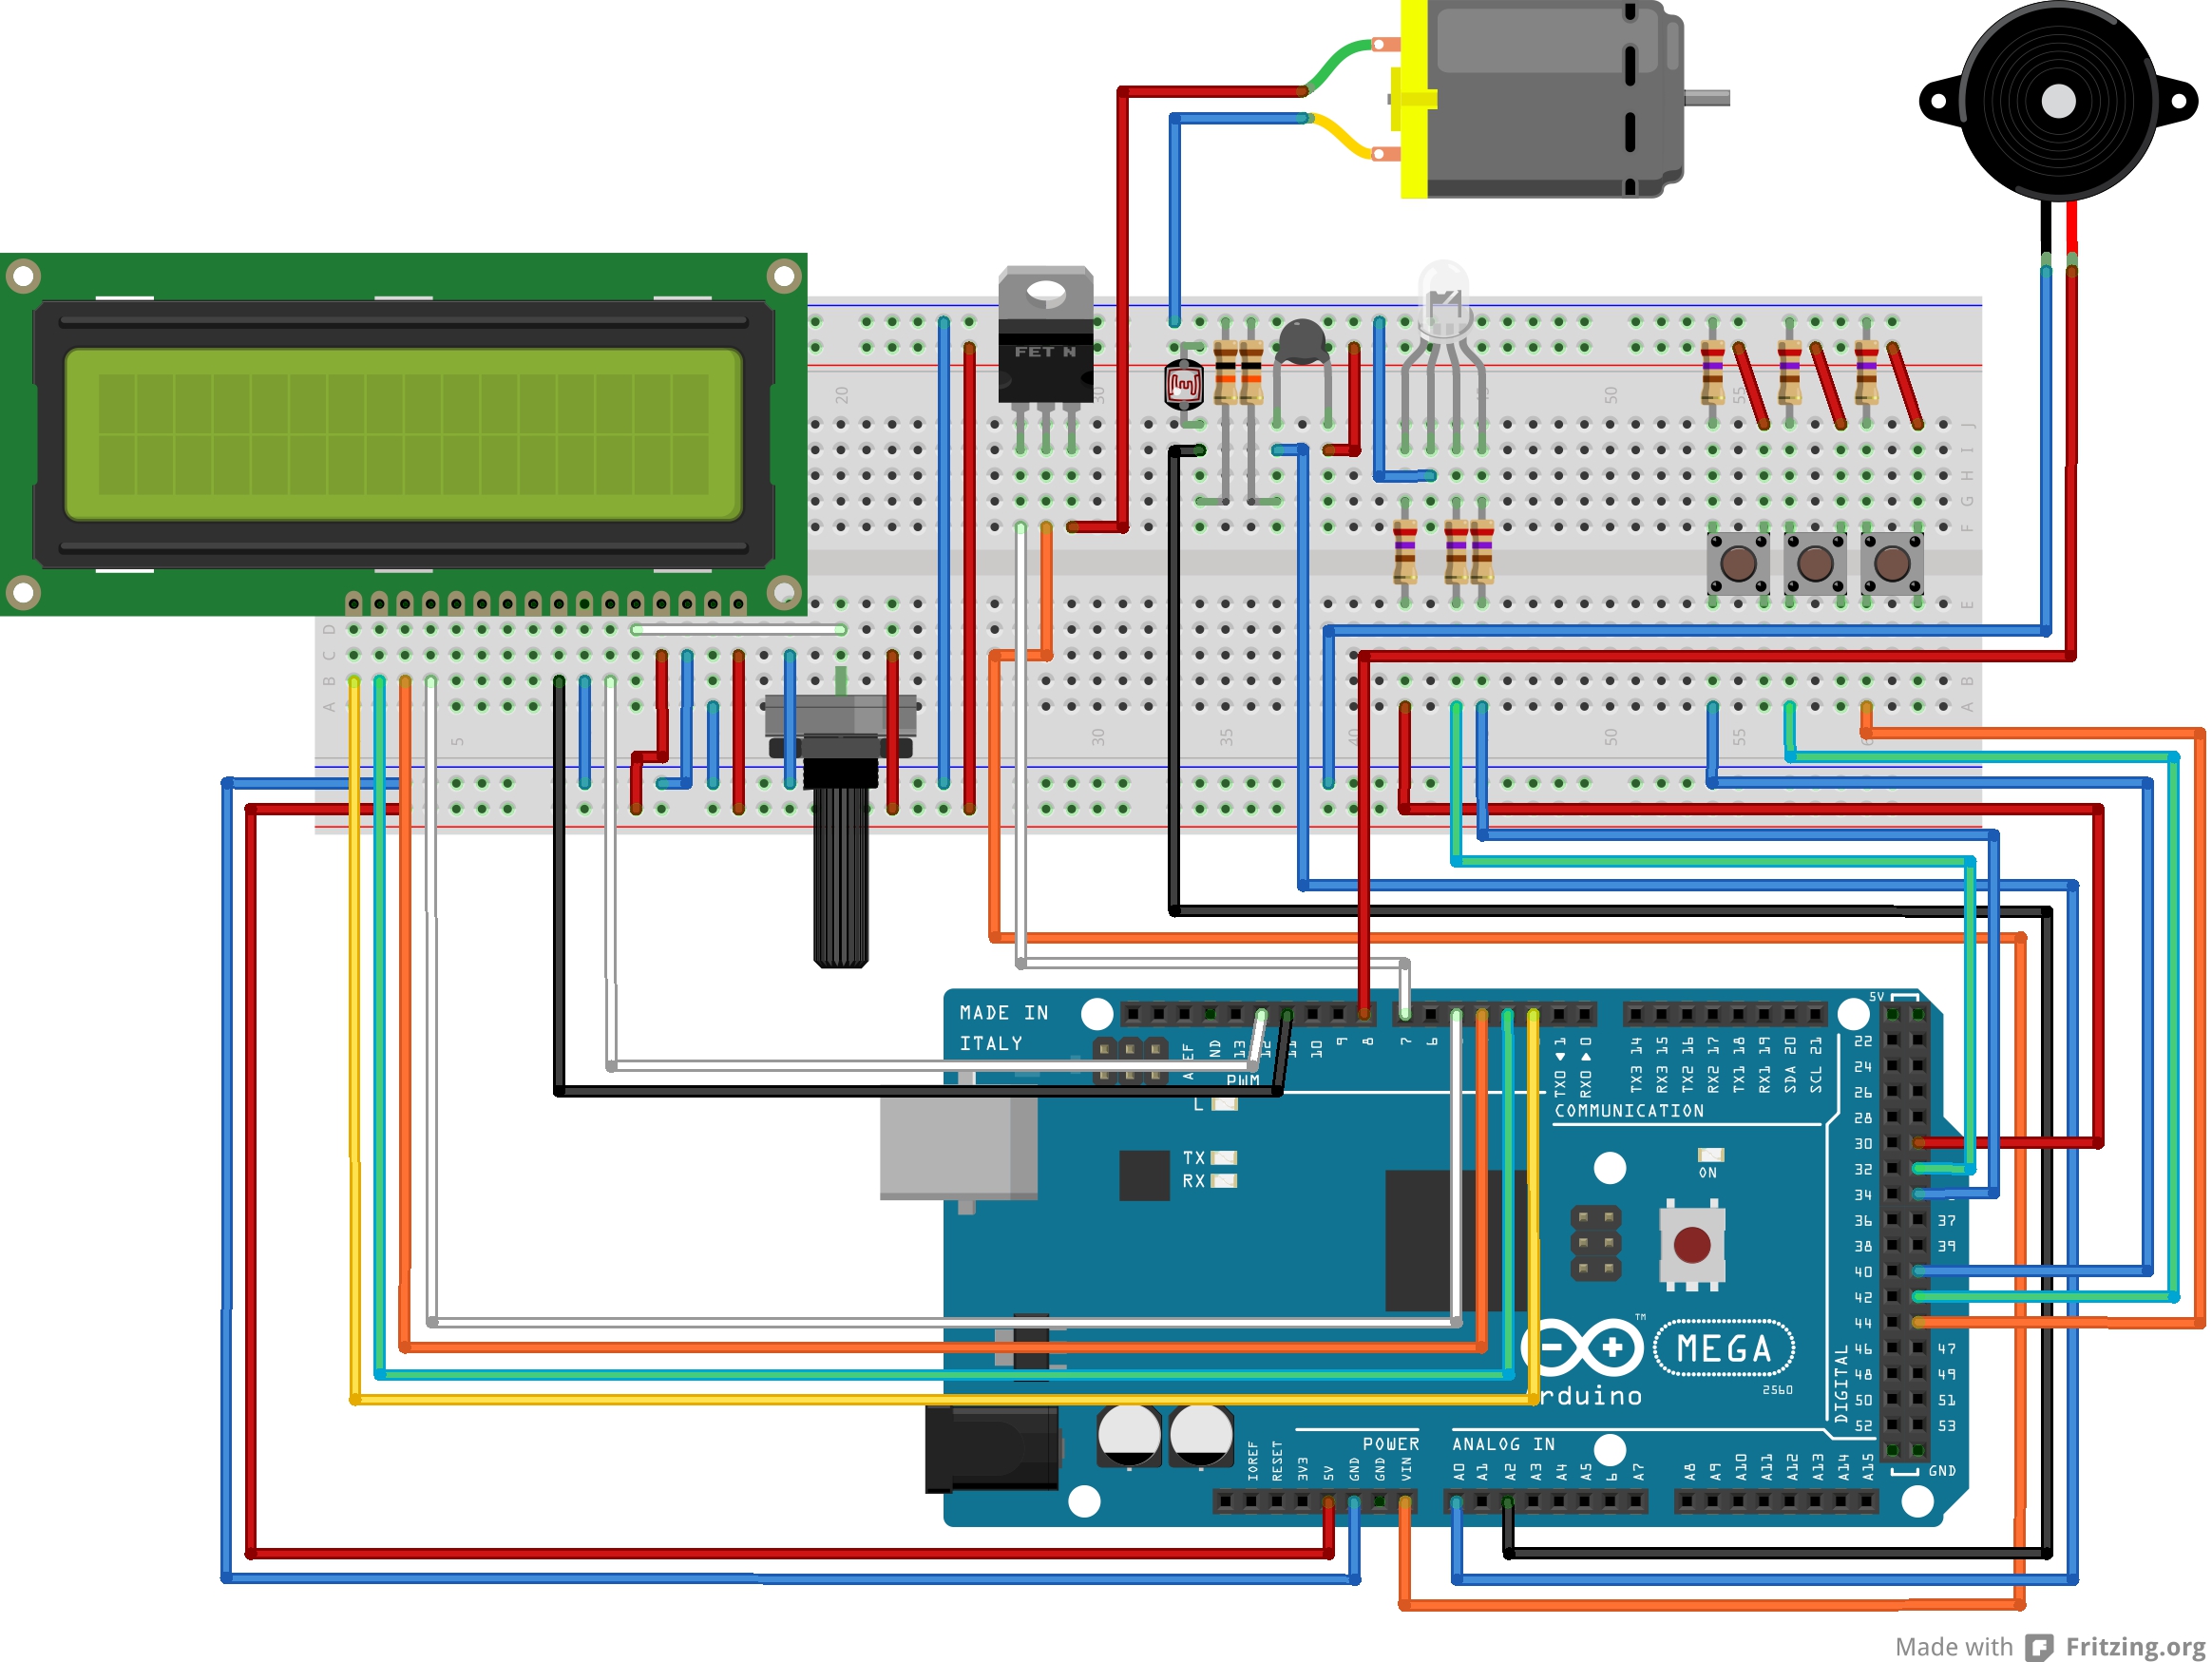 FET N
20
30
40
50
55
J
I
H
G
F
E
D
C
B
A
B
A
5
30
35
40
50
55
MADE IN
ITALY
AREF
GND
13
12
11
10
9
8
7
6
TX0 1
RX0 0
TX3 14
RX3 15
TX2 16
RX2 17
TX1 18
RX1 19
SDA 20
SCL 21
PWM
L
COMMUNICATION
TX
RX
ON
5V
22
24
26
28
30
32
34
36 37
38 39
40
42
44
46 47
48 49
50 51
52 53
GND
DIGITAL
MEGA
TM
2560
rduino
POWER
ANALOG IN
IOREF
RESET
3V3
5V
GND
GND
VIN
A0
A1
A2
A3
A4
A5
6
A7
A8
A9
A10
A11
A12
A13
A14
A15
Made with Fritzing.org